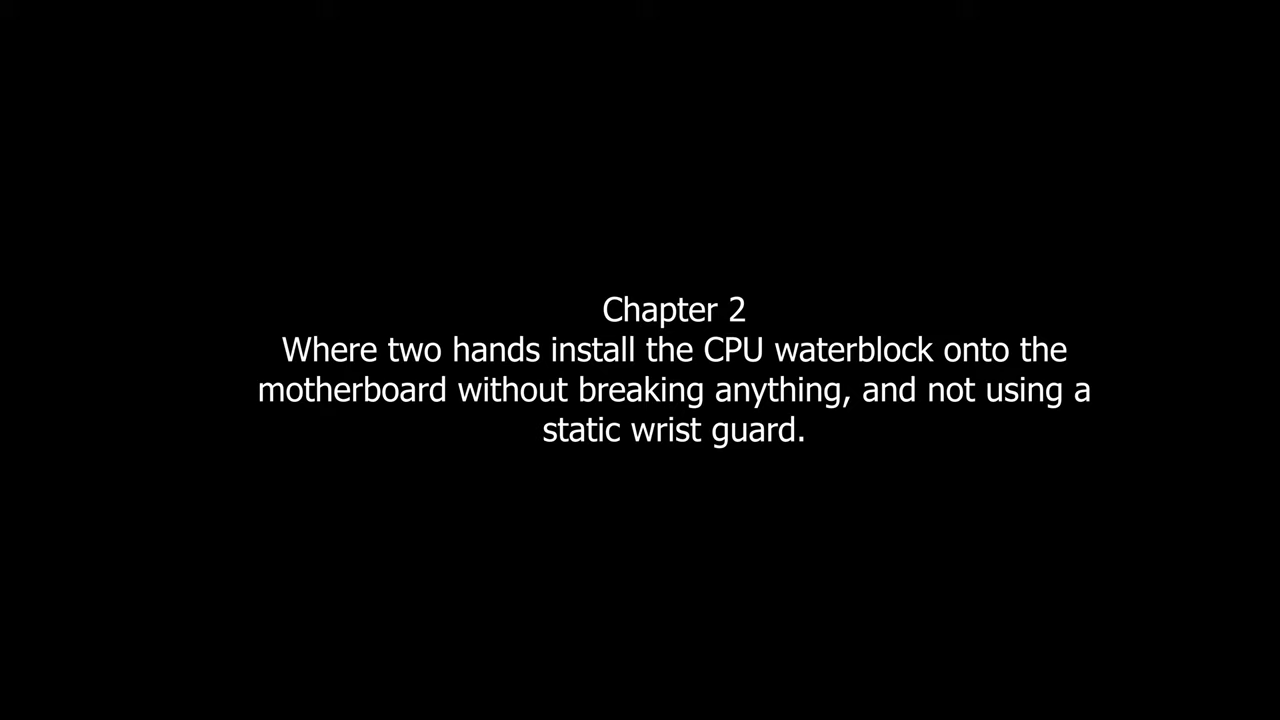 Chapter 2
Where two hands install the CPU waterblock onto the
motherboard without breaking anything, and not using a
static wrist guard.